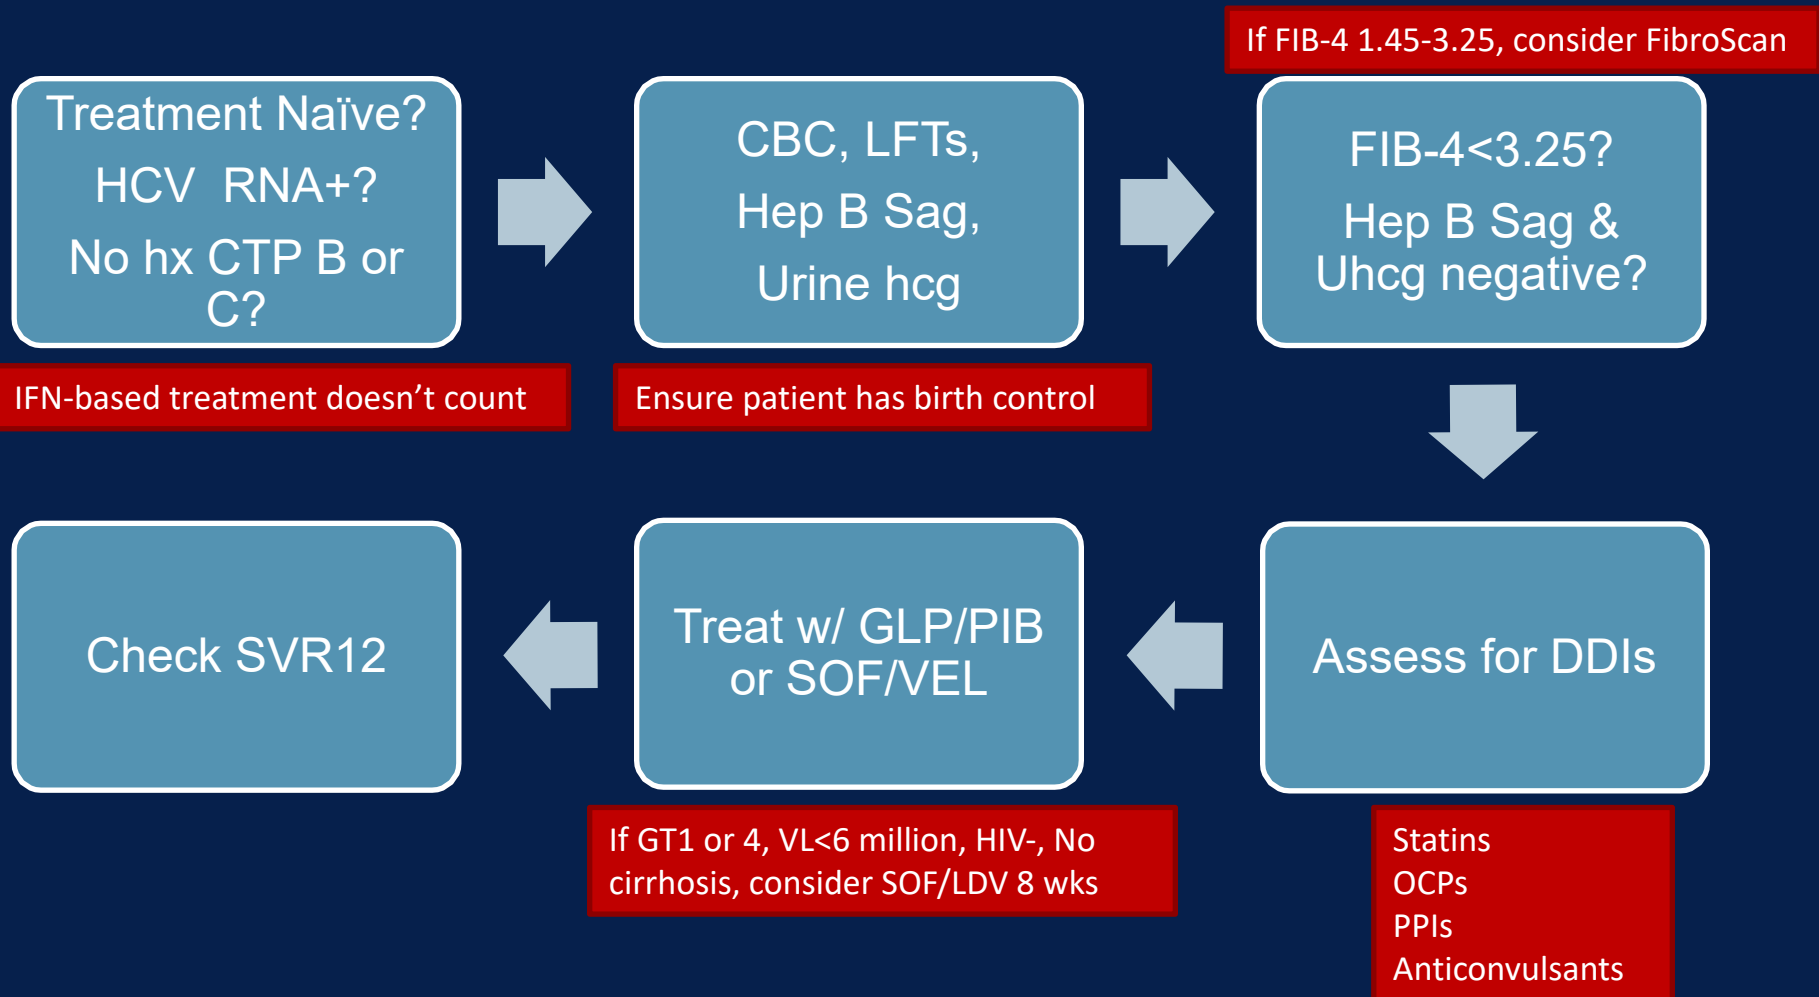 If FIB-4 1.45-3.25, consider FibroScan
Treatment Naïve?
HCV RNA+?
No hx CTP B or
C?
IFN-based treatment doesn’t count
CBC, LFTs,
Hep B Sag,
Urine hcg
Ensure patient has birth control
FIB-4<3.25?
Hep B Sag &
Uhcg negative?
Assess for DDIs
Statins
OCPs
PPIs
Anticonvulsants
Treat w/ GLP/PIB
or SOF/VEL
If GT1 or 4, VL<6 million, HIV-, No
cirrhosis, consider SOF/LDV 8 wks
Check SVR12